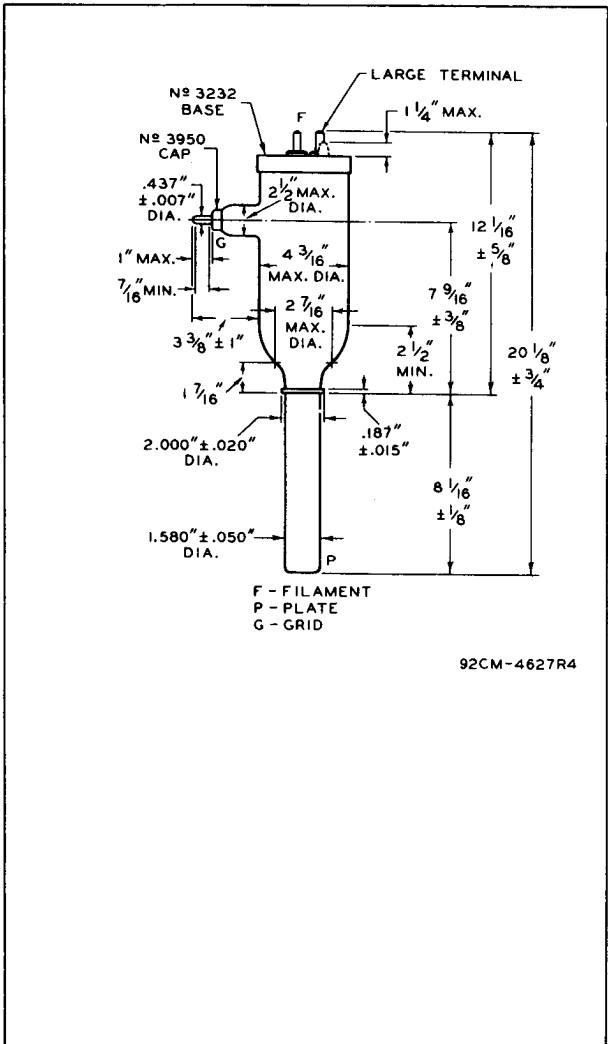 LARGE TERMINAL
Nº 3232
BASE
F
1 1/4" MAX.
Nº 3950
CAP
.437"
±.007"
DIA.
G
2 1/2" MAX.
DIA.
12 1/16"
± 5/8"
1" MAX.
7/16" MIN.
4 3/16"
MAX. DIA.
7 9/16"
± 3/8"
2 7/16"
MAX.
DIA.
3 3/8" ± 1"
2 1/2"
MIN.
20 1/8"
± 3/4"
1 7/16"
2.000" ±.020"
DIA.
.187"
±.015"
8 1/16"
± 1/8"
1.580" ±.050"
DIA.
P
F - FILAMENT
P - PLATE
G - GRID
92CM-4627R4